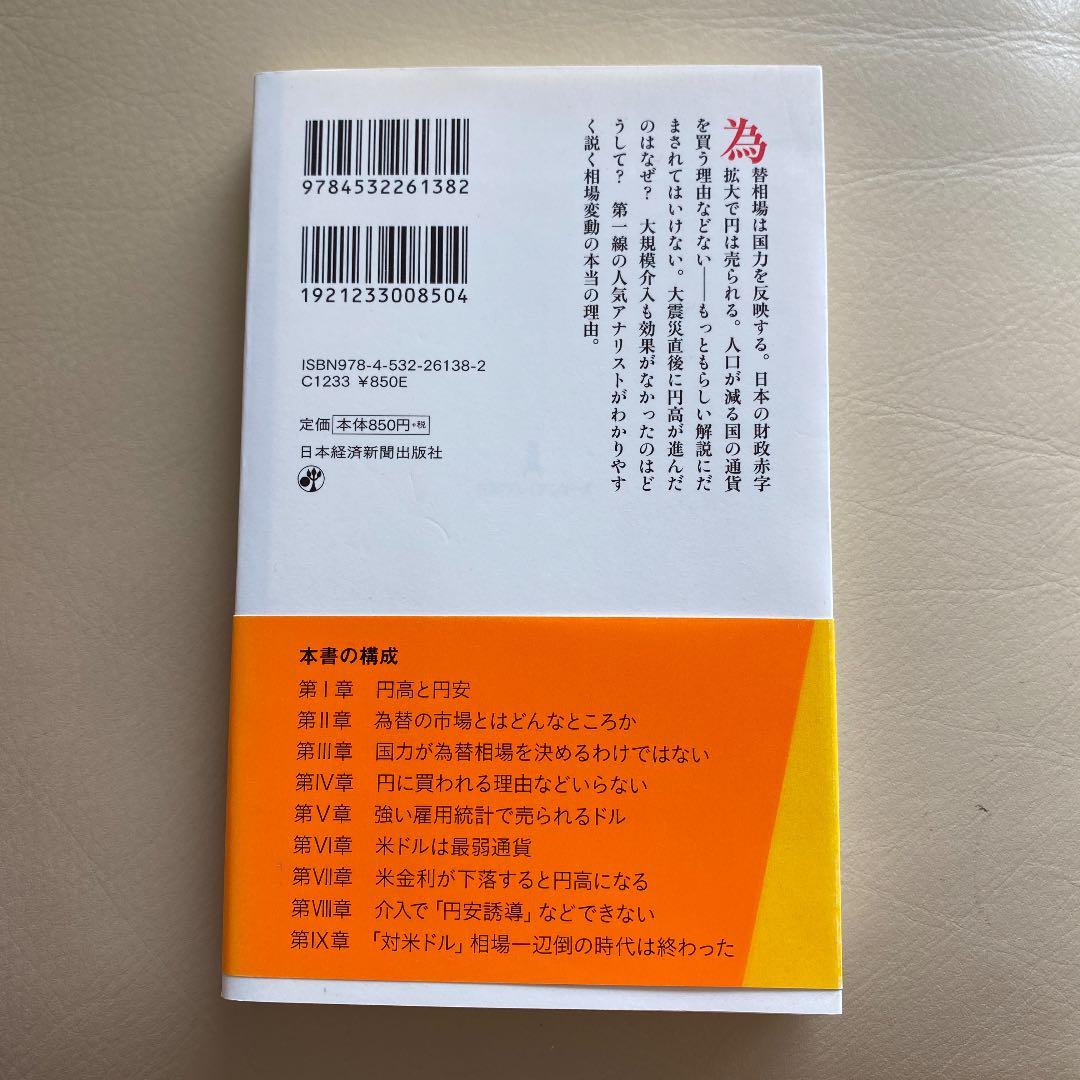 為替相場は国力を反映する。日本の財政赤字
拡大で円は売られる。人口が減る国の通貨
を買う理由などない——もっともらしい解説にだ
まされてはいけない。大震災直後に円高が進んだ
のはなぜ？　大規模介入も効果がなかったのはど
うして？　第一線の人気アナリストがわかりやす
く説く相場変動の本当の理由。
9784532261382
1921233008504
ISBN978-4-532-26138-2
C1233 ¥850E
定価 本体850円+税
日本経済新聞出版社
本書の構成
第Ⅰ章　円高と円安
第Ⅱ章　為替の市場とはどんなところか
第Ⅲ章　国力が為替相場を決めるわけではない
第Ⅳ章　円に買われる理由などいらない
第Ⅴ章　強い雇用統計で売られるドル
第Ⅵ章　米ドルは最弱通貨
第Ⅶ章　米金利が下落すると円高になる
第Ⅷ章　介入で「円安誘導」などできない
第Ⅸ章　「対米ドル」相場一辺倒の時代は終わった